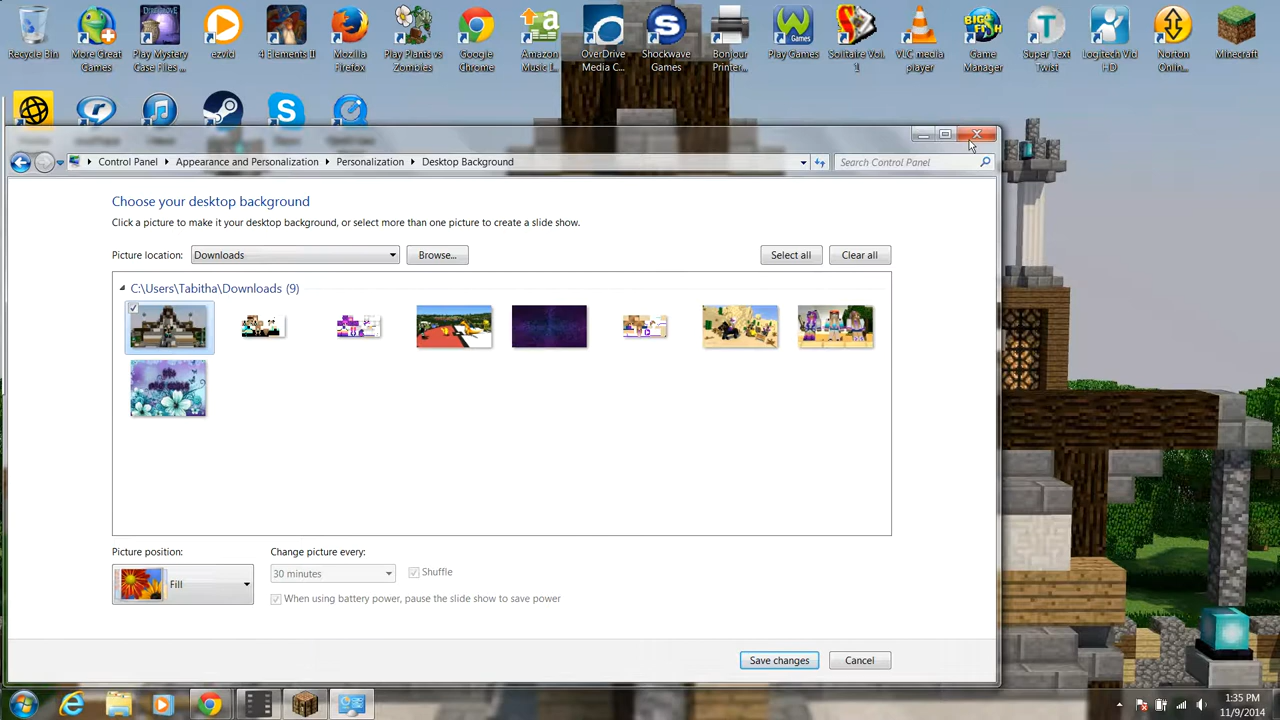 Recycle Bin
More Great Games
Play Mystery Case Files ...
ezvid
4 Elements II
Mozilla Firefox
Play Plants vs Zombies
Google Chrome
Amazon Music I...
OverDrive Media C...
Shockwave Games
Bonjour Printer...
Play Games
Solitaire Vol. 1
VLC media player
Game Manager
Super Text Twist
Logitech Vid HD
Norton Onlin...
Minecraft
Control Panel
Appearance and Personalization
Personalization
Desktop Background
Search Control Panel
Choose your desktop background
Click a picture to make it your desktop background, or select more than one picture to create a slide show.
Picture location:
Downloads
Browse...
Select all
Clear all
C:\Users\Tabitha\Downloads (9)
Picture position:
Fill
Change picture every:
30 minutes
Shuffle
When using battery power, pause the slide show to save power
Save changes
Cancel
1:35 PM
11/9/2014